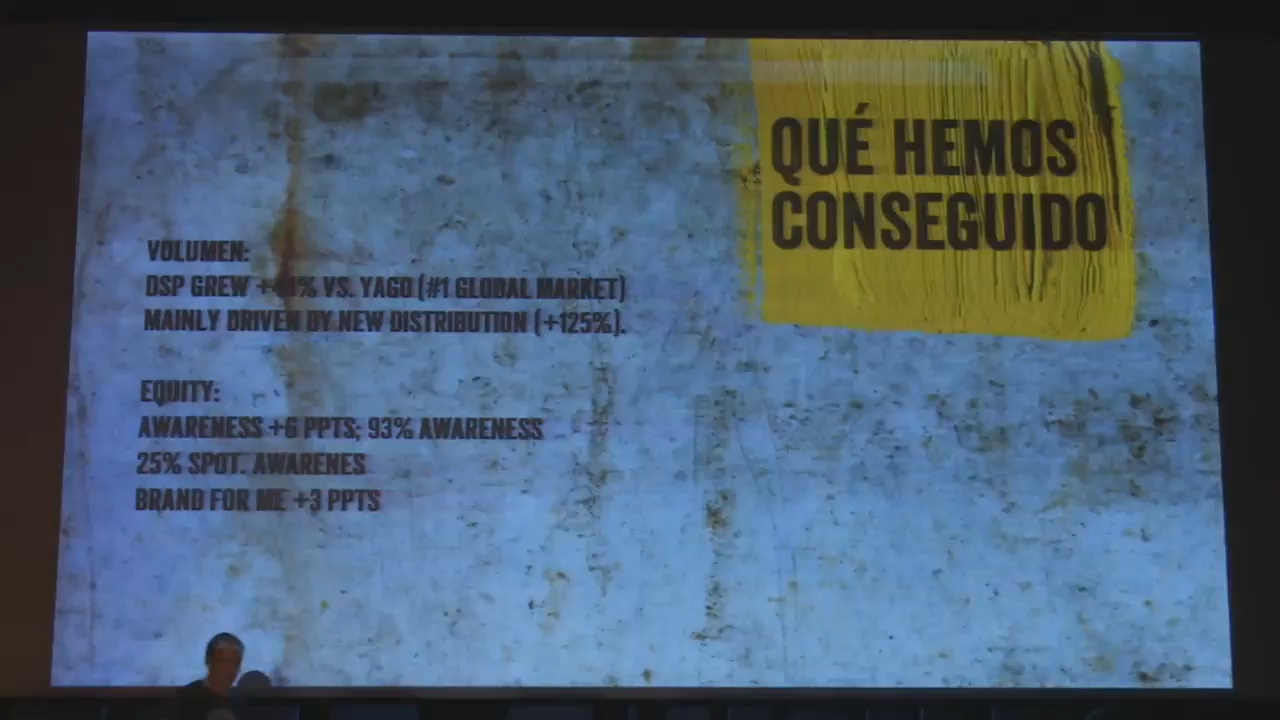 QUÉ HEMOS
CONSEGUIDO
VOLUMEN:
DSP GREW VS. YAGO (#1 GLOBAL MARKET)
MAINLY DRIVEN BY NEW DISTRIBUTION (+125%).
EQUITY:
AWARENESS +6 PPTS; 93% AWARENESS
25% SPOT. AWARENES
BRAND FOR ME +3 PPTS